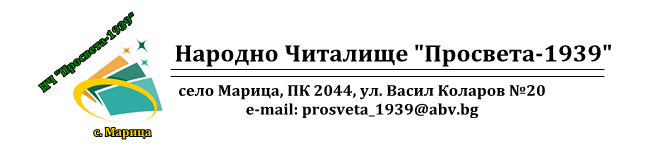 НЧ "Просвета-1939"
с. Марица
Народно Читалище "Просвета-1939"
село Марица, ПК 2044, ул. Васил Коларов №20
e-mail: prosveta_1939@abv.bg